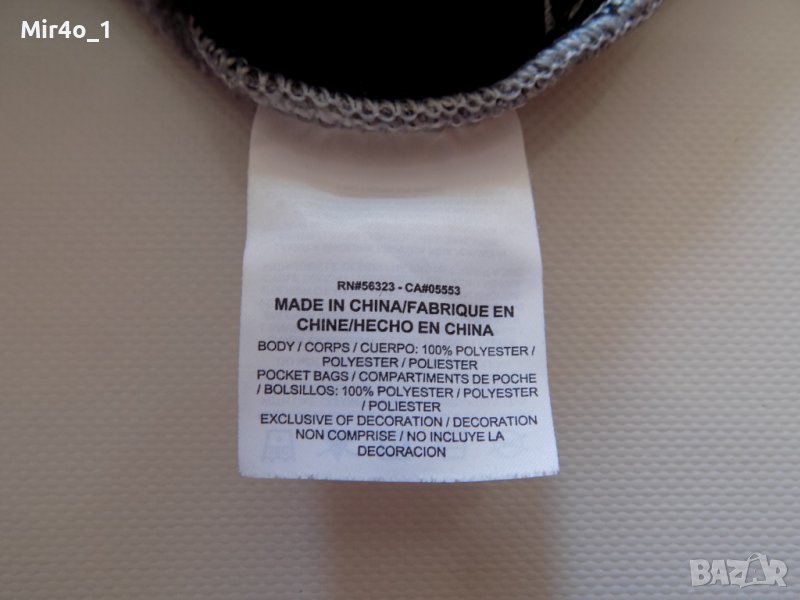 Mir4o_1
RN#56323 - CA#05553
MADE IN CHINA/FABRIQUE EN
CHINE/HECHO EN CHINA
BODY / CORPS / CUERPO: 100% POLYESTER /
POLYESTER / POLIESTER
POCKET BAGS / COMPARTIMENTS DE POCHE
/ BOLSILLOS: 100% POLYESTER / POLYESTER
/ POLIESTER
EXCLUSIVE OF DECORATION / DECORATION
NON COMPRISE / NO INCLUYE LA
DECORACION
BAZAR